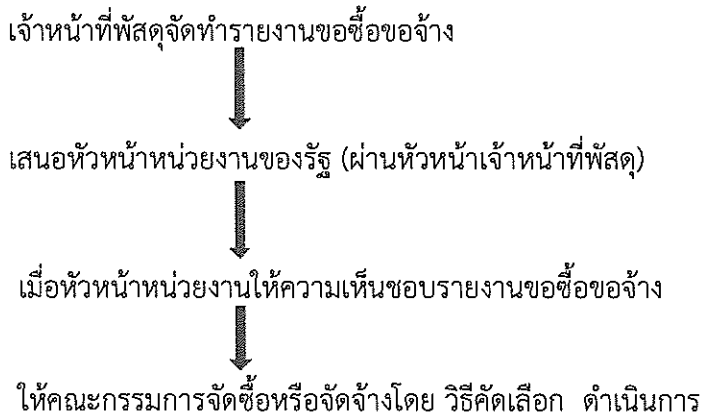 เจ้าหน้าที่พัสดุจัดทำรายงานขอซื้อขอจ้าง
เสนอหัวหน้าหน่วยงานของรัฐ (ผ่านหัวหน้าเจ้าหน้าที่พัสดุ)
เมื่อหัวหน้าหน่วยงานให้ความเห็นชอบรายงานขอซื้อขอจ้าง
ให้คณะกรรมการจัดซื้อหรือจัดจ้างโดย วิธีคัดเลือก ดำเนินการ